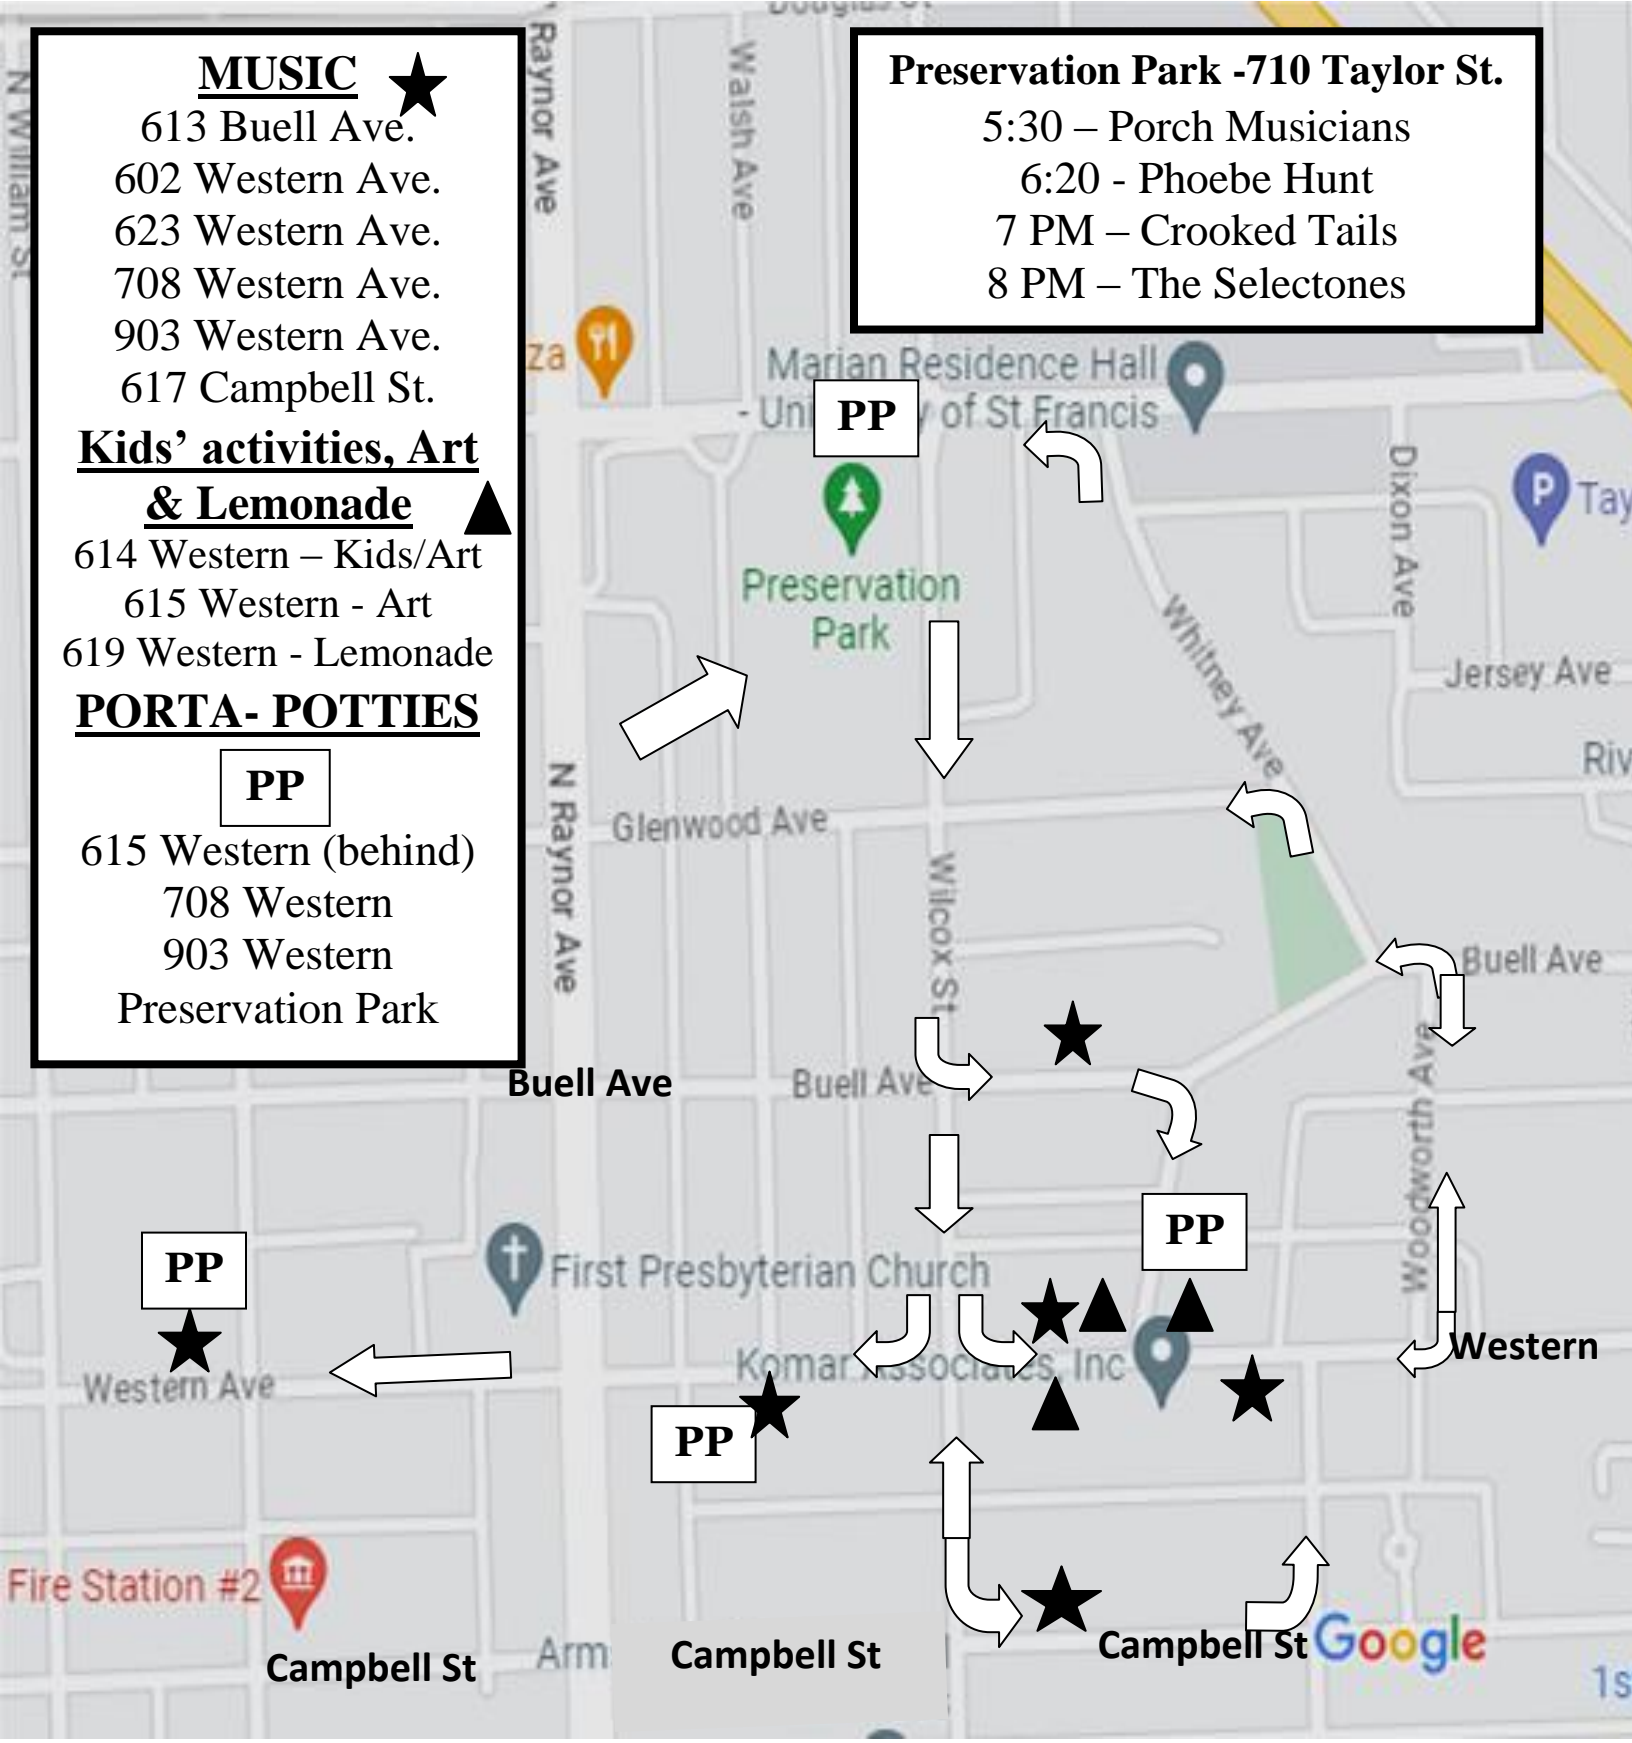 MUSIC
613 Buell Ave.
602 Western Ave.
623 Western Ave.
708 Western Ave.
903 Western Ave.
617 Campbell St.
Kids’ activities, Art
& Lemonade
614 Western – Kids/Art
615 Western - Art
619 Western - Lemonade
PORTA- POTTIES
PP
615 Western (behind)
708 Western
903 Western
Preservation Park
Preservation Park -710 Taylor St.
5:30 – Porch Musicians
6:20 - Phoebe Hunt
7 PM – Crooked Tails
8 PM – The Selectones
N William St
Raynor Ave
Walsh Ave
za
Marian Residence Hall
of St Francis
PP
Preservation
Park
Dixon Ave
P
Tay
Whitney Ave
Jersey Ave
Riv
N Raynor Ave
Glenwood Ave
Wilcox St
Buell Ave
Buell Ave
Buell Ave
Woodworth Ave
PP
PP
First Presbyterian Church
Western
Komar Associates, Inc
Western Ave
PP
Fire Station #2
Campbell St
Arm
Campbell St
Campbell St
Google
1s